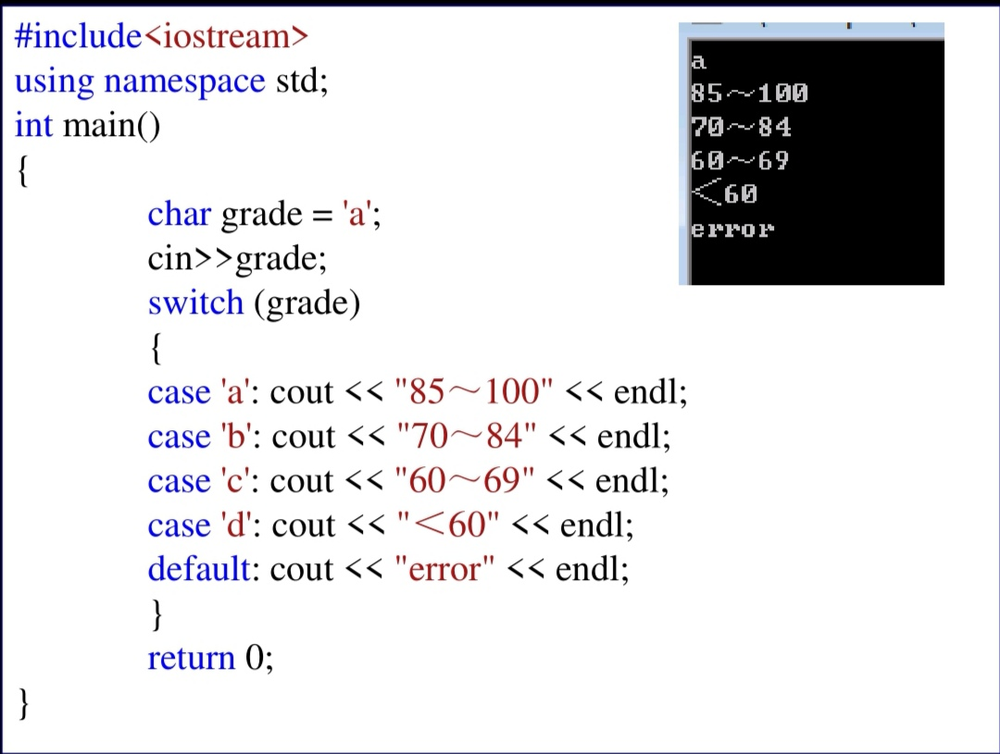 #include<iostream>
using namespace std;
int main()
{
char grade = 'a';
cin>>grade;
switch (grade)
{
case 'a': cout << "85～100" << endl;
case 'b': cout << "70～84" << endl;
case 'c': cout << "60～69" << endl;
case 'd': cout << "＜60" << endl;
default: cout << "error" << endl;
}
return 0;
}
a
85～100
70～84
60～69
＜60
error